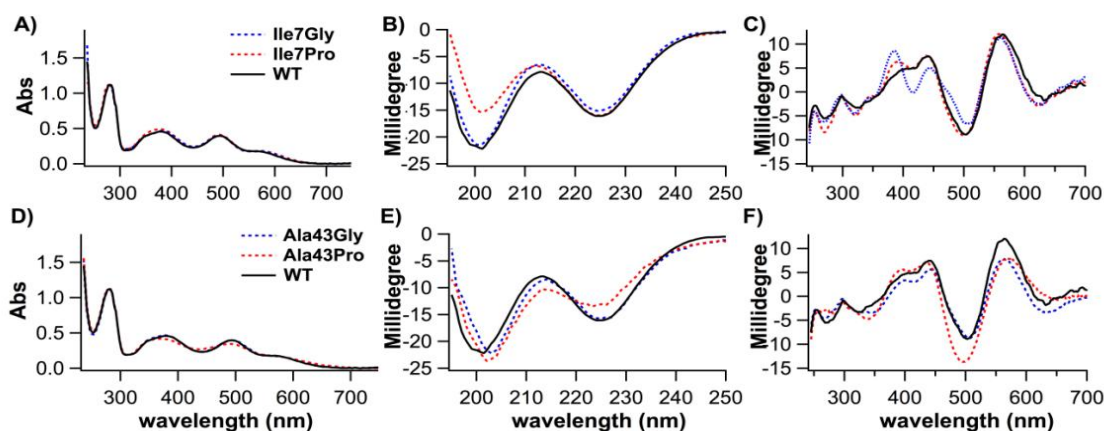 A)
Ile7Gly
Ile7Pro
WT
Abs
1.5
1.0
0.5
0.0
300 400 500 600 700
B)
Millidegree
0
-5
-10
-15
-20
-25
200 210 220 230 240 250
C)
Millidegree
10
5
0
-5
-10
-15
300 400 500 600 700
D)
Ala43Gly
Ala43Pro
WT
Abs
1.5
1.0
0.5
0.0
300 400 500 600 700
wavelength (nm)
E)
Millidegree
0
-5
-10
-15
-20
-25
200 210 220 230 240 250
wavelength (nm)
F)
Millidegree
10
5
0
-5
-10
-15
300 400 500 600 700
wavelength (nm)